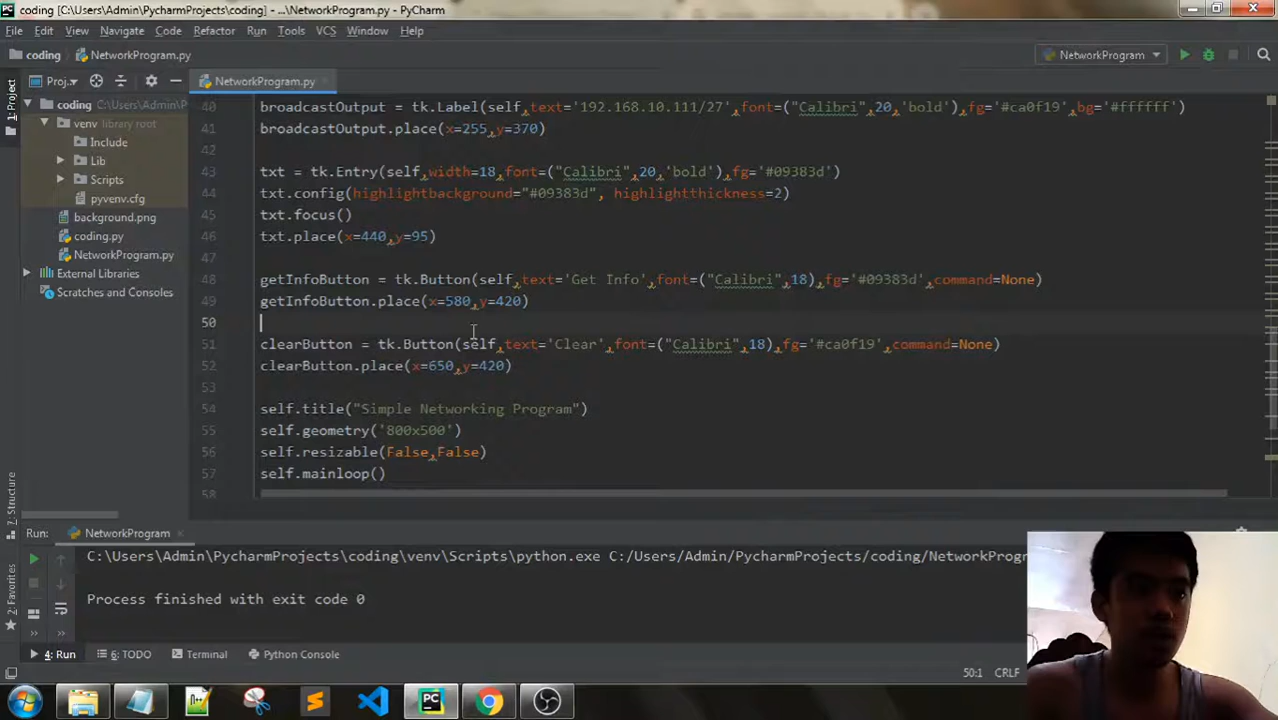 coding [C:\Users\Admin\PycharmProjects\coding] - ...\NetworkProgram.py - PyCharm
File Edit View Navigate Code Refactor Run Tools VCS Window Help
coding NetworkProgram.py NetworkProgram
1: Project
Proj... NetworkProgram.py
coding C:\Users\Admin\P
venv library root
Include
Lib
Scripts
pyvenv.cfg
background.png
coding.py
NetworkProgram.py
External Libraries
Scratches and Consoles
40 broadcastOutput = tk.Label(self,text='192.168.10.111/27',font=("Calibri",20,'bold'),fg='#ca0f19',bg='#ffffff')
41 broadcastOutput.place(x=255,y=370)
42
43 txt = tk.Entry(self,width=18,font=("Calibri",20,'bold'),fg='#09383d')
44 txt.config(highlightbackground="#09383d", highlightthickness=2)
45 txt.focus()
46 txt.place(x=440,y=95)
47
48 getInfoButton = tk.Button(self,text='Get Info',font=("Calibri",18),fg='#09383d',command=None)
49 getInfoButton.place(x=580,y=420)
50
51 clearButton = tk.Button(self,text='Clear',font=("Calibri",18),fg='#ca0f19',command=None)
52 clearButton.place(x=650,y=420)
53
54 self.title("Simple Networking Program")
55 self.geometry('800x500')
56 self.resizable(False,False)
57 self.mainloop()
58
7: Structure
2: Favorites
Run: NetworkProgram
C:\Users\Admin\PycharmProjects\coding\venv\Scripts\python.exe C:/Users/Admin/PycharmProjects/coding/NetworkProgr
Process finished with exit code 0
4: Run 6: TODO Terminal Python Console
50:1 CRLF